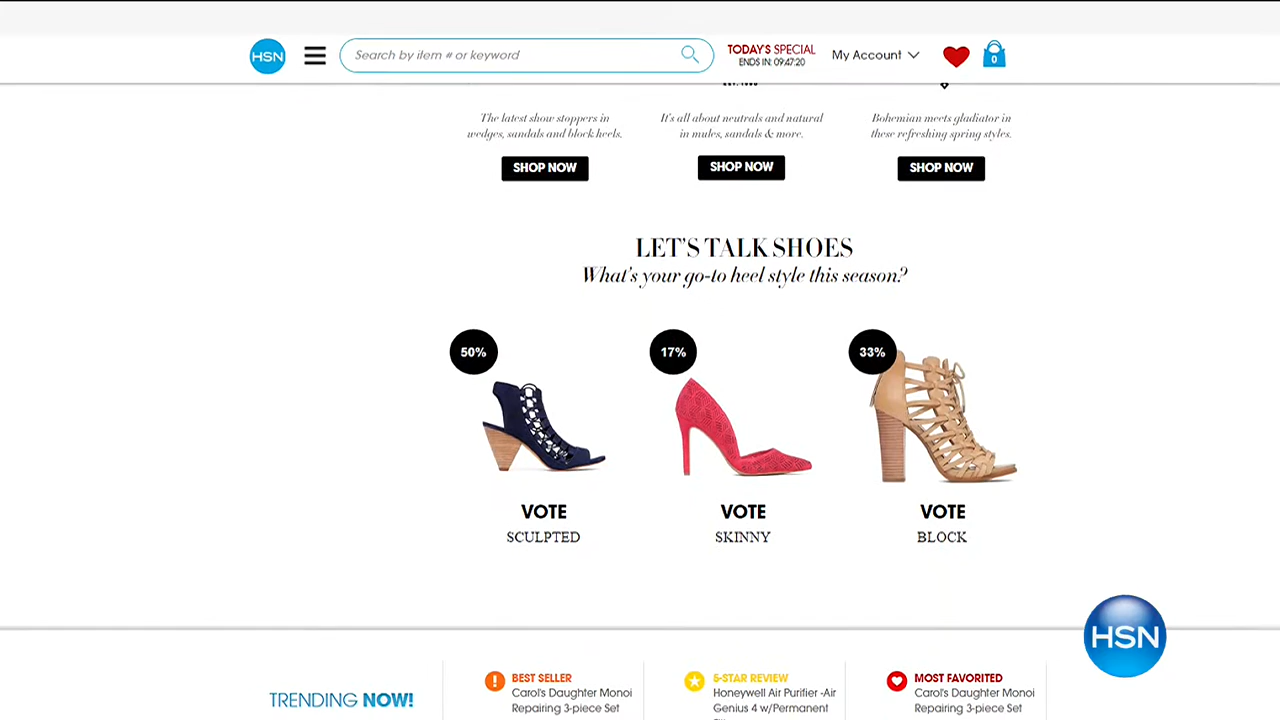 HSN
Search by item # or keyword
TODAY'S SPECIAL
ENDS IN: 09:47:20
My Account
0
The latest show stoppers in
wedges, sandals and block heels.
It's all about neutrals and natural
in mules, sandals & more.
Bohemian meets gladiator in
these refreshing spring styles.
SHOP NOW
SHOP NOW
SHOP NOW
LET'S TALK SHOES
What's your go-to heel style this season?
50%
17%
33%
VOTE
SCULPTED
VOTE
SKINNY
VOTE
BLOCK
HSN
TRENDING NOW!
BEST SELLER
Carol's Daughter Monoi
Repairing 3-piece Set
5-STAR REVIEW
Honeywell Air Purifier -Air
Genius 4 w/Permanent
MOST FAVORITED
Carol's Daughter Monoi
Repairing 3-piece Set